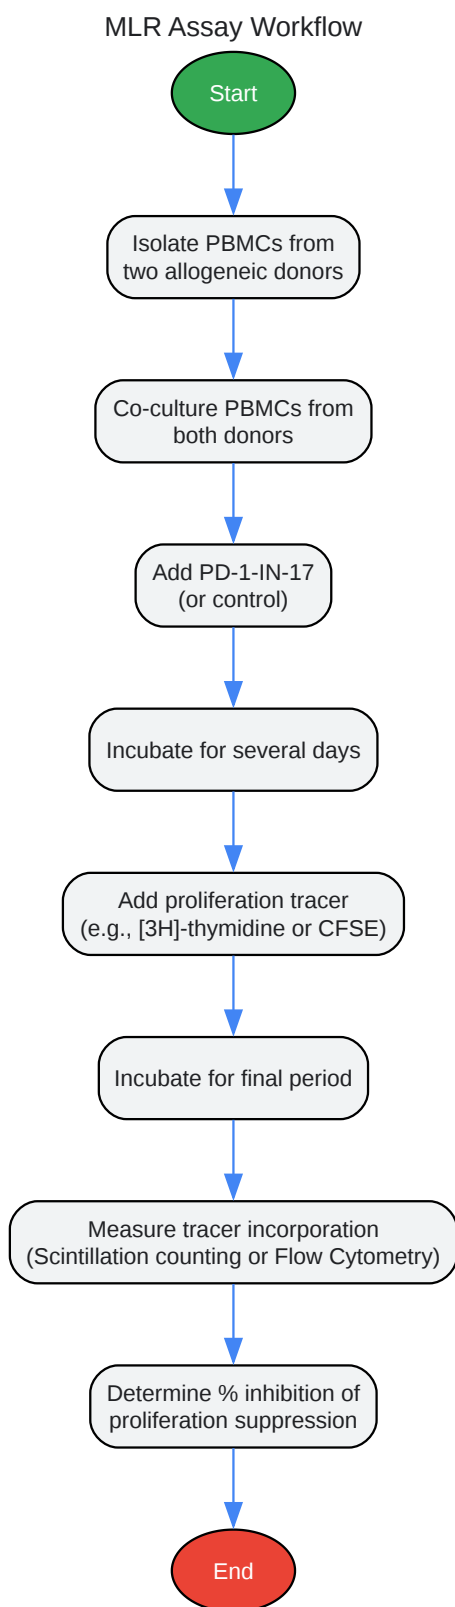 MLR Assay Workflow
Start
Isolate PBMCs from
two allogeneic donors
Co-culture PBMCs from
both donors
Add PD-1-IN-17
(or control)
Incubate for several days
Add proliferation tracer
(e.g., [3H]-thymidine or CFSE)
Incubate for final period
Measure tracer incorporation
(Scintillation counting or Flow Cytometry)
Determine % inhibition of
proliferation suppression
End